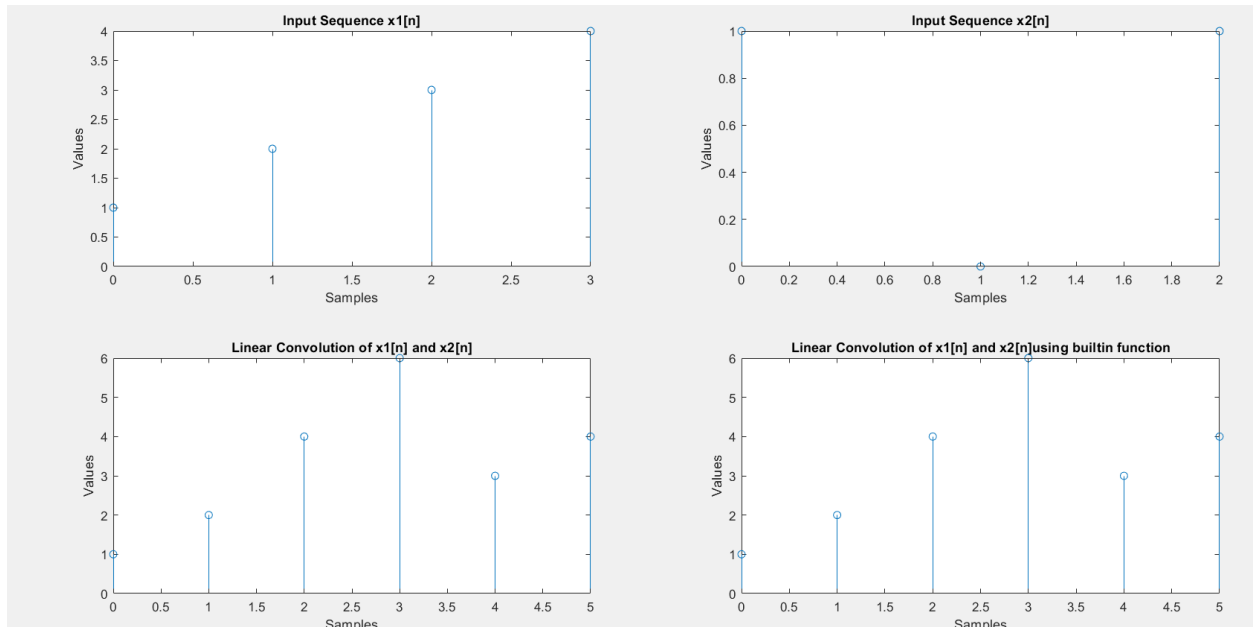 Input Sequence x1[n]
4
3.5
3
2.5
2
1.5
1
0.5
0
Values
0 0.5 1 1.5 2 2.5 3
Samples
Input Sequence x2[n]
1
0.8
0.6
0.4
0.2
0
Values
0 0.2 0.4 0.6 0.8 1 1.2 1.4 1.6 1.8 2
Samples
Linear Convolution of x1[n] and x2[n]
6
5
4
3
2
1
0
Values
0 0.5 1 1.5 2 2.5 3 3.5 4 4.5 5
Samples
Linear Convolution of x1[n] and x2[n]using builtin function
6
5
4
3
2
1
0
Values
0 0.5 1 1.5 2 2.5 3 3.5 4 4.5 5
Samples